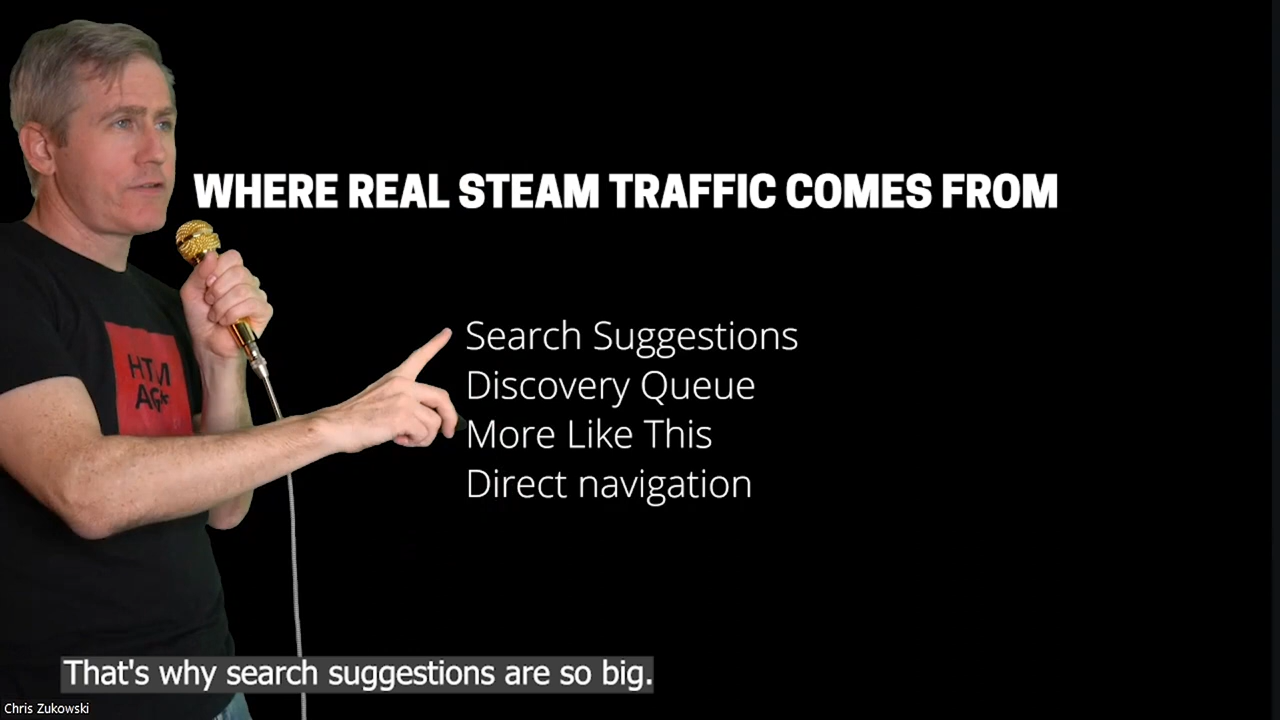 WHERE REAL STEAM TRAFFIC COMES FROM
Search Suggestions
Discovery Queue
More Like This
Direct navigation
That's why search suggestions are so big.
Chris Zukowski